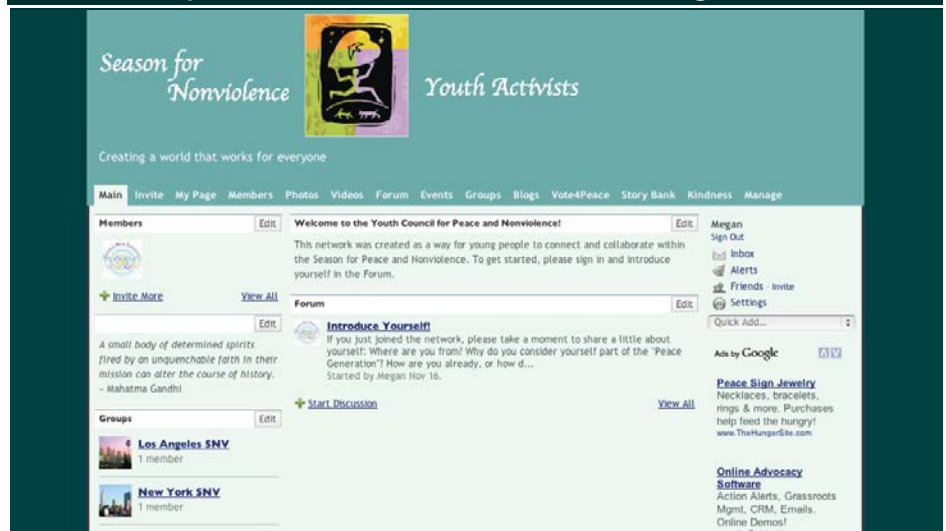 Season for
Nonviolence
Youth Activists
Creating a world that works for everyone
Main Invite My Page Members Photos Videos Forum Events Groups Blogs Vote4Peace Story Bank Kindness Manage
Members Edit
Invite More View All
Edit
A small body of determined spirits
fired by an unquenchable faith in their
mission can alter the course of history.
- Mahatma Gandhi
Groups Edit
Los Angeles SNV
1 member
New York SNV
1 member
Welcome to the Youth Council for Peace and Nonviolence! Edit
This network was created as a way for young people to connect and collaborate within
the Season for Peace and Nonviolence. To get started, please sign in and introduce
yourself in the Forum.
Forum Edit
Introduce Yourself!
If you just joined the network, please take a moment to share a little about
yourself: Where are you from? Why do you consider yourself part of the "Peace
Generation"? How are you already, or how d...
Started by Megan Nov 16.
Start Discussion View All
Megan
Sign Out
Inbox
Alerts
Friends - Invite
Settings
Quick Add...
Ads by Google
Peace Sign Jewelry
Necklaces, bracelets,
rings & more. Purchases
help feed the hungry!
www.TheHungerSite.com
Online Advocacy
Software
Action Alerts, Grassroots
Mgmt, CRM, Emails.
Online Demos!